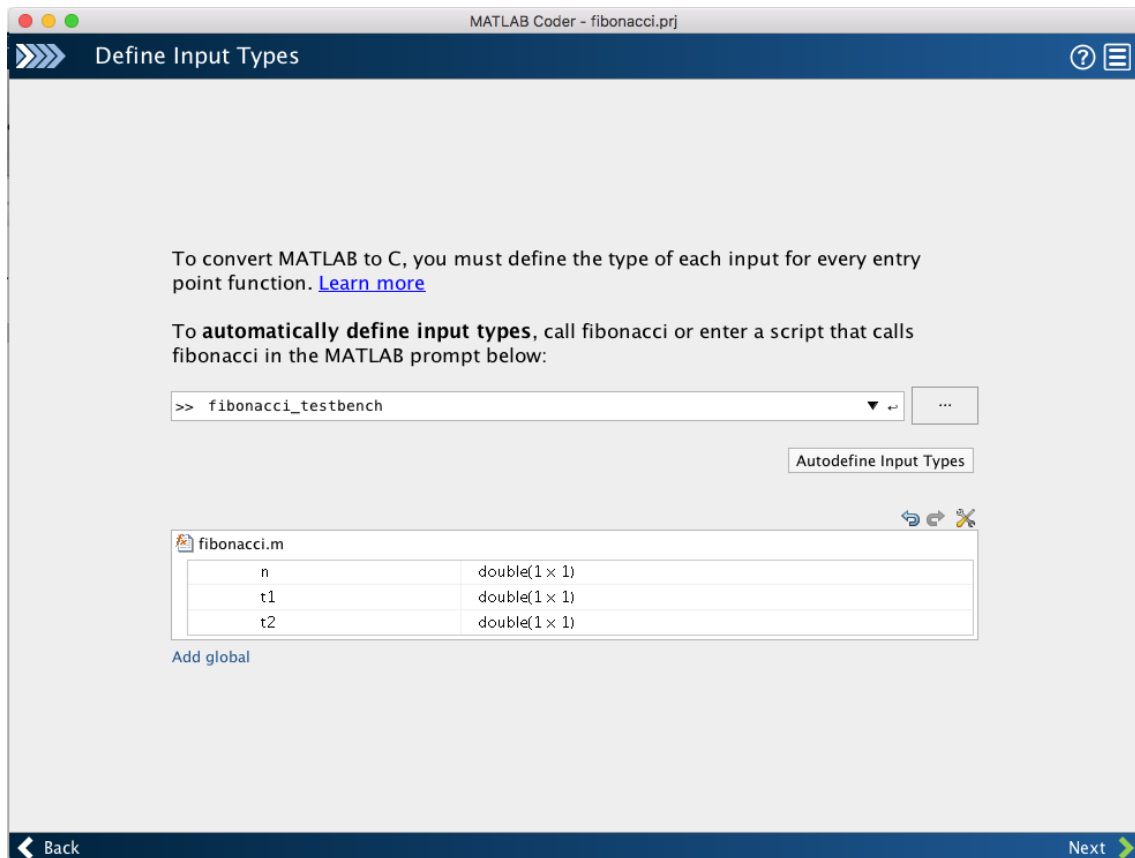 MATLAB Coder - fibonacci.prj
Define Input Types
To convert MATLAB to C, you must define the type of each input for every entry
point function. Learn more
To automatically define input types, call fibonacci or enter a script that calls
fibonacci in the MATLAB prompt below:
>> fibonacci_testbench
...
Autodefine Input Types
fibonacci.m
n double(1 × 1)
t1 double(1 × 1)
t2 double(1 × 1)
Add global
Back Next